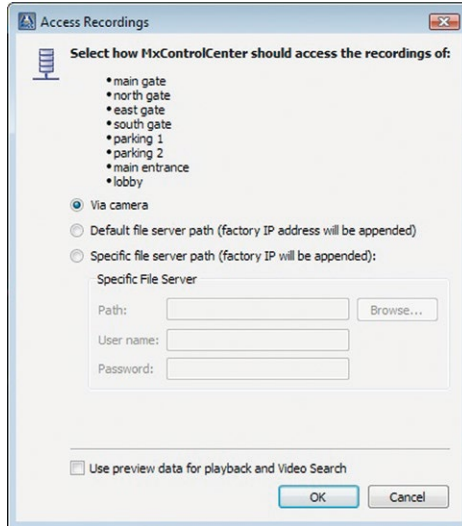 Access Recordings
Select how MxControlCenter should access the recordings of:
•main gate
•north gate
•east gate
•south gate
•parking 1
•parking 2
•main entrance
•lobby
Via camera
Default file server path (factory IP address will be appended)
Specific file server path (factory IP will be appended):
Specific File Server
Path:
Browse...
User name:
Password:
Use preview data for playback and Video Search
OK
Cancel